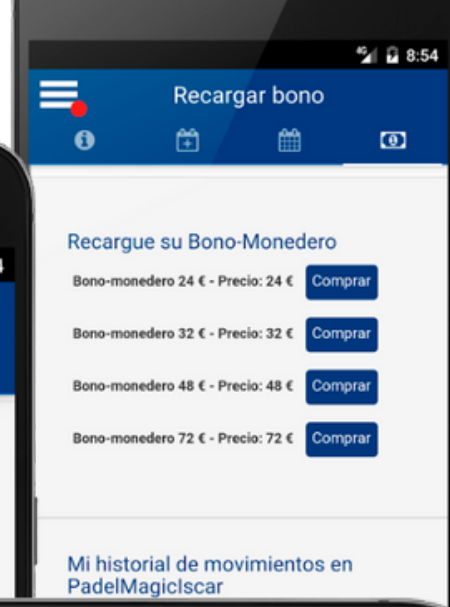 4G 8:54
Recargar bono
Recargue su Bono-Monedero
Bono-monedero 24 € - Precio: 24 € Comprar
Bono-monedero 32 € - Precio: 32 € Comprar
Bono-monedero 48 € - Precio: 48 € Comprar
Bono-monedero 72 € - Precio: 72 € Comprar
Mi historial de movimientos en
PadelMagicIscar